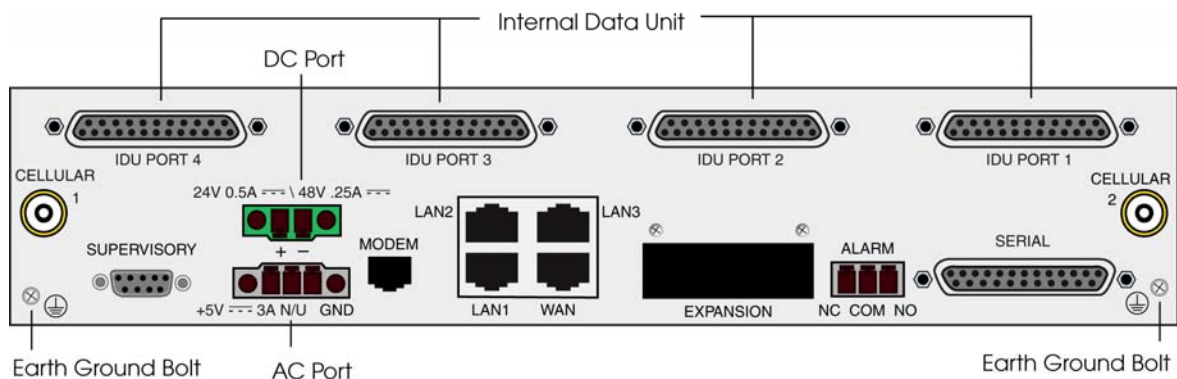 Internal Data Unit
DC Port
IDU PORT 4
IDU PORT 3
IDU PORT 2
IDU PORT 1
CELLULAR
1
24V 0.5A ⎓ \ 48V .25A ⎓
LAN2
LAN3
CELLULAR
2
SUPERVISORY
+ −
MODEM
ALARM
SERIAL
+5V ⎓ 3A N/U GND
LAN1
WAN
EXPANSION
NC COM NO
Earth Ground Bolt
AC Port
Earth Ground Bolt